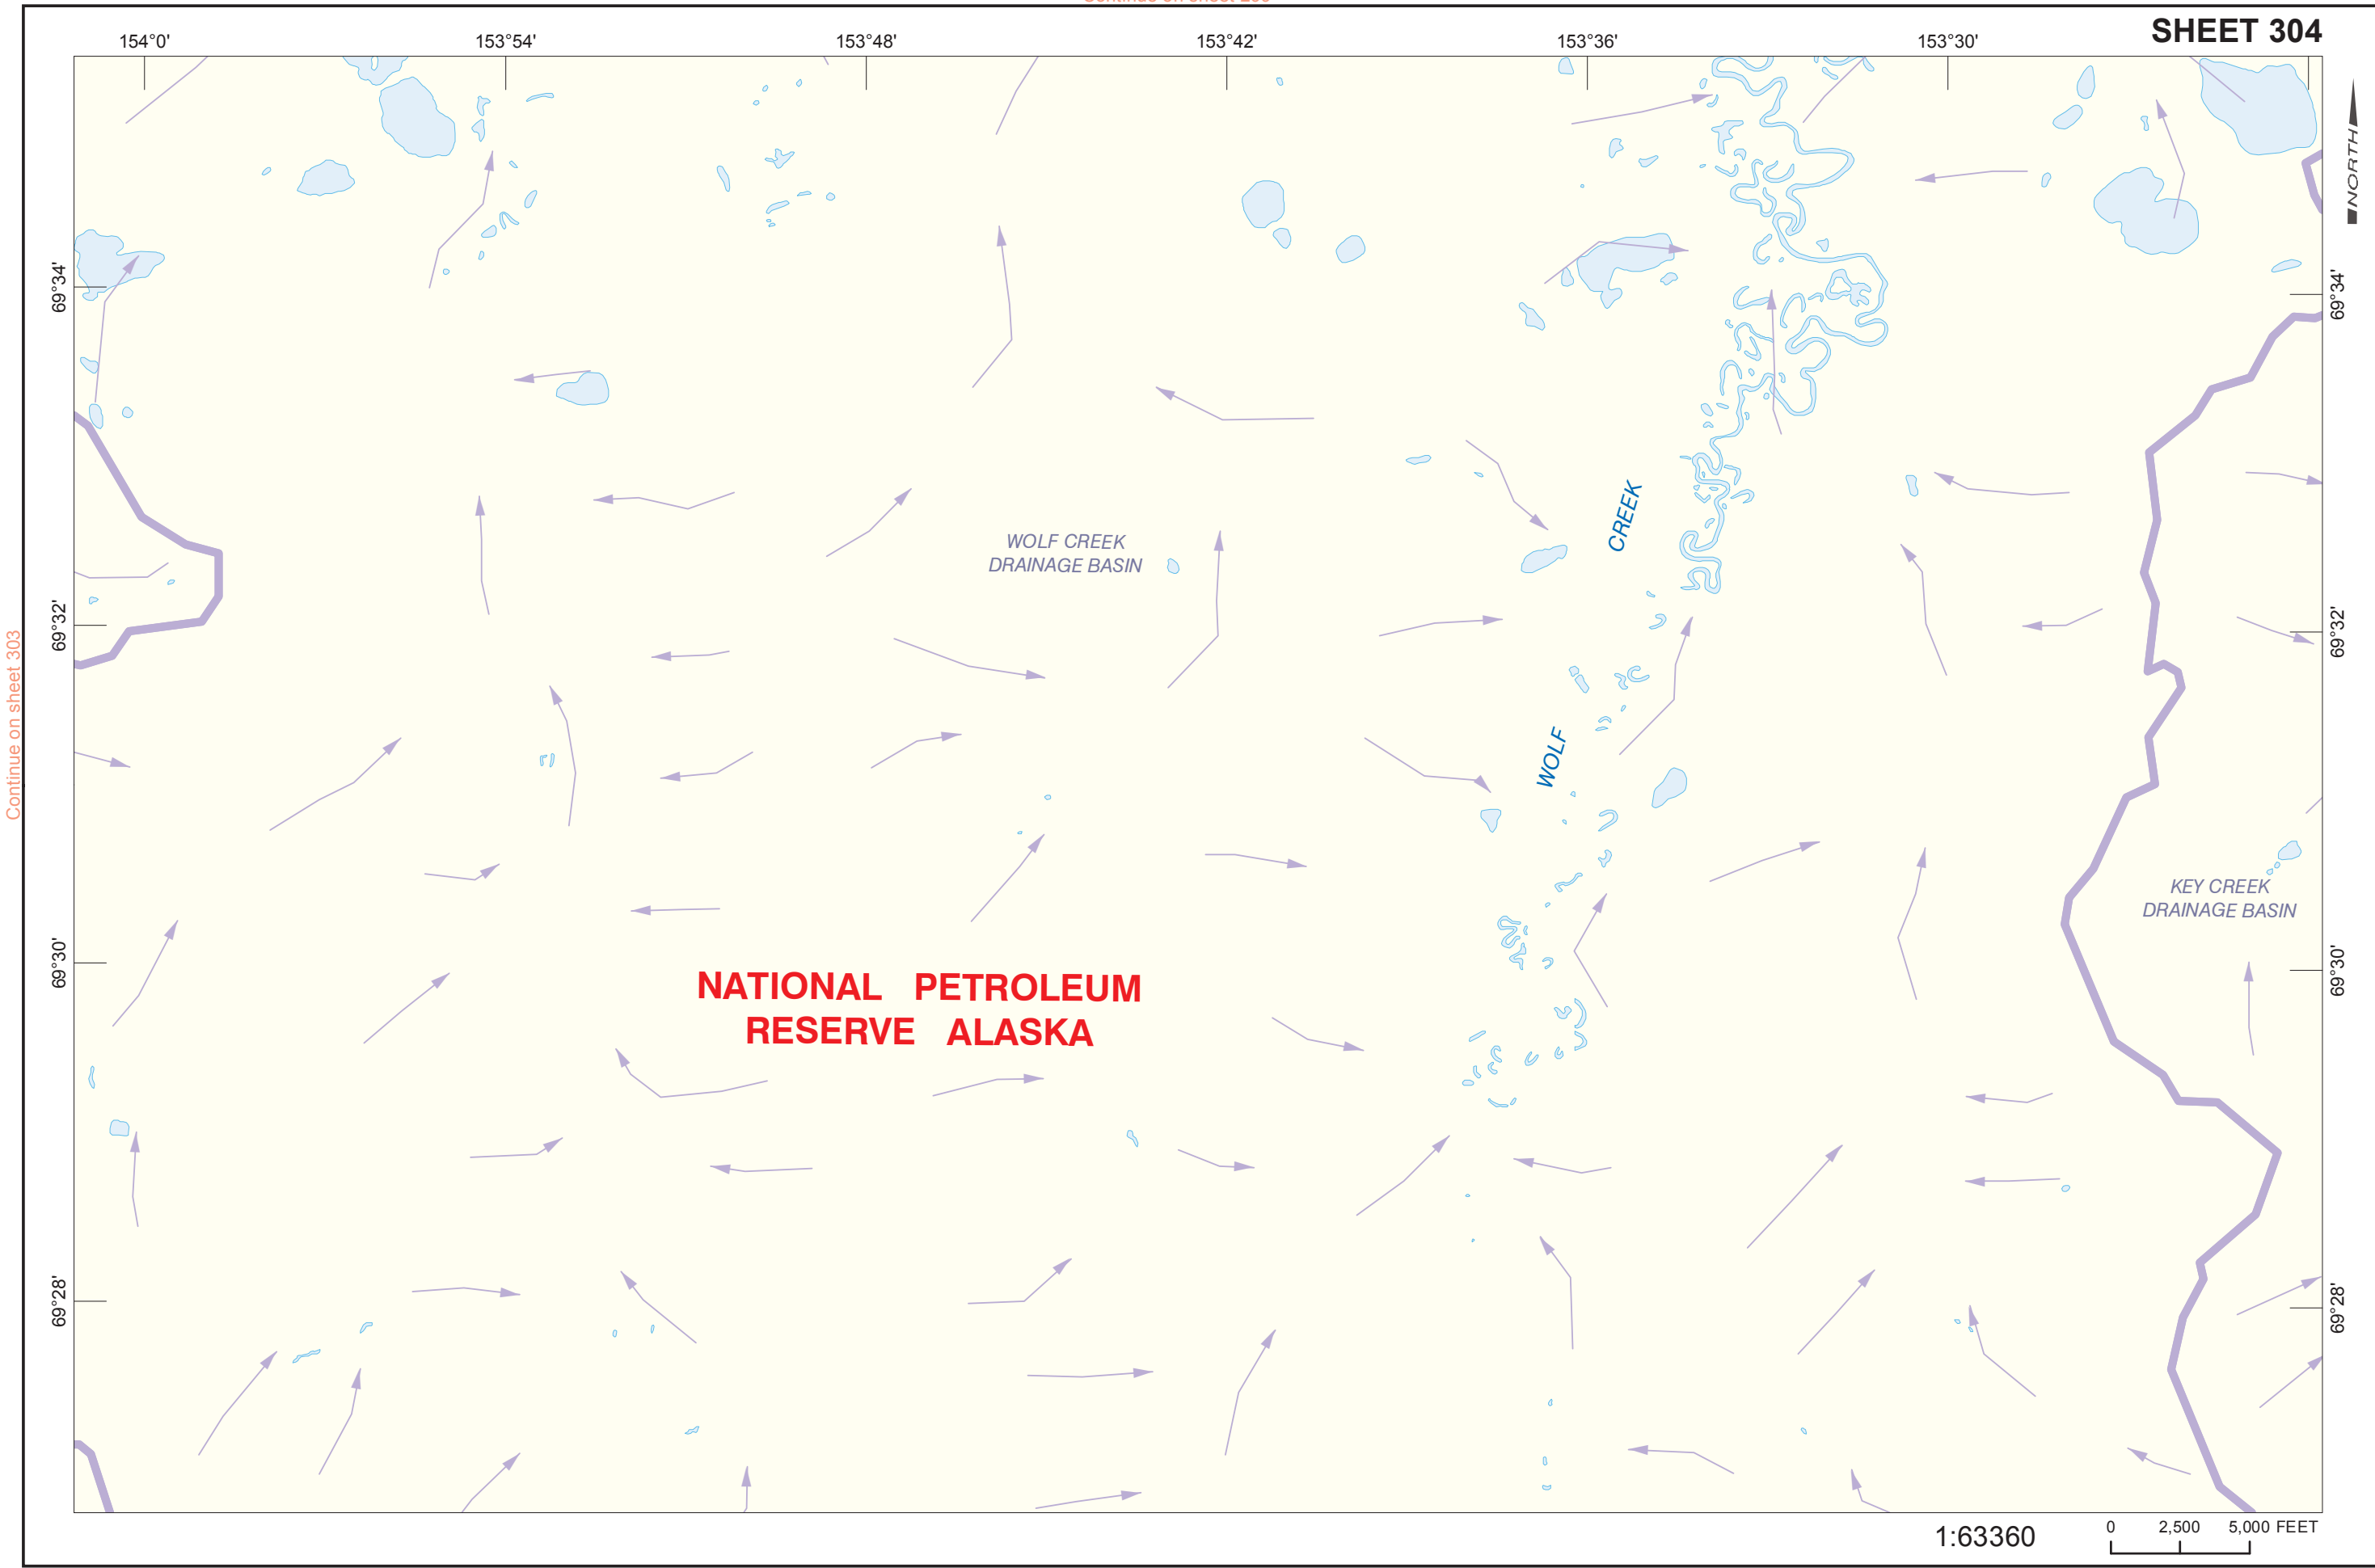 SHEET 304
154°0'
153°54'
153°48'
153°42'
153°36'
153°30'
NORTH
69°34'
69°34'
CREEK
WOLF CREEK
DRAINAGE BASIN
69°32'
69°32'
Continue on sheet 303
WOLF
KEY CREEK
DRAINAGE BASIN
69°30'
69°30'
NATIONAL PETROLEUM
RESERVE ALASKA
69°28'
69°28'
1:63360
0 2,500 5,000 FEET